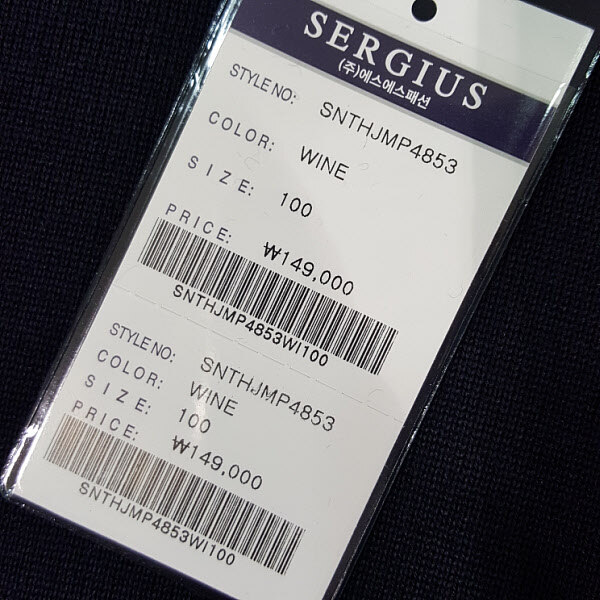 SERGIUS
(주)에스에스패션
STYLE NO: SNTHJMP4853
COLOR: WINE
SIZE: 100
PRICE: ₩149,000
SNTHJMP4853WI100
STYLE NO: SNTHJMP4853
COLOR: WINE
SIZE: 100
PRICE: ₩149,000
SNTHJMP4853WI100